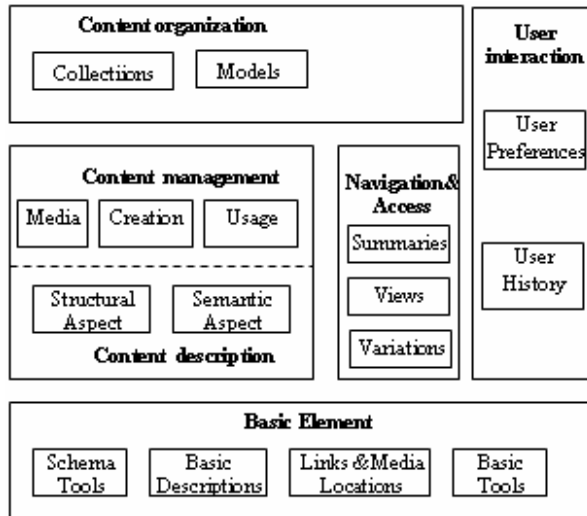 Content organization
Collectiions
Models
User
interaction
User
Preferences
User
History
Content management
Media
Creation
Usage
Structural
Aspect
Semantic
Aspect
Content description
Navigation&
Access
Summaries
Views
Variations
Basic Element
Schema
Tools
Basic
Descriptions
Links &Media
Locations
Basic
Tools